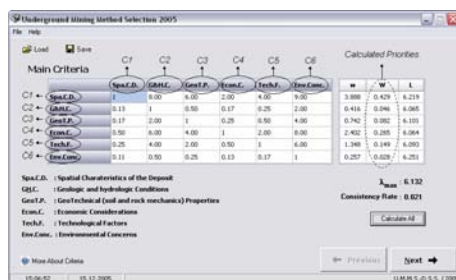 Underground Mining Method Selection 2005
File Help
Load Save
C1 C2 C3 C4 C5 C6 Calculated Priorities
Main Criteria
Spa.C.D. G&H.C. GeoT.P. Econ.C. Tech.F. Env.Conc. w W L
C1 Spa.C.D. 1 8.00 6.00 2.00 4.00 9.00 3.888 0.429 6.219
C2 G&H.C. 0.13 1 0.50 0.17 0.25 2.00 0.416 0.046 6.065
C3 GeoT.P. 0.17 2.00 1 0.25 0.50 4.00 0.742 0.082 6.101
C4 Econ.C. 0.50 6.00 4.00 1 2.00 8.00 2.402 0.265 6.064
C5 Tech.F. 0.25 4.00 2.00 0.50 1 6.00 1.348 0.149 6.093
C6 Env.Conc. 0.11 0.50 0.25 0.13 0.17 1 0.257 0.028 6.251
Spa.C.D. : Spatial Charateristics of the Deposit
G&H.C. : Geologic and hydrologic Conditions
GeoT.P. : GeoTechnical (soil and rock mechanics) Properties
Econ.C. : Economic Considerations
Tech.F. : Technological Factors
Env.Conc. : Environmental Concerns
λmax : 6.132
Consistency Rate : 0.021
Calculate All
More About Criteria
Previous Next
15:06:52 15.12.2005